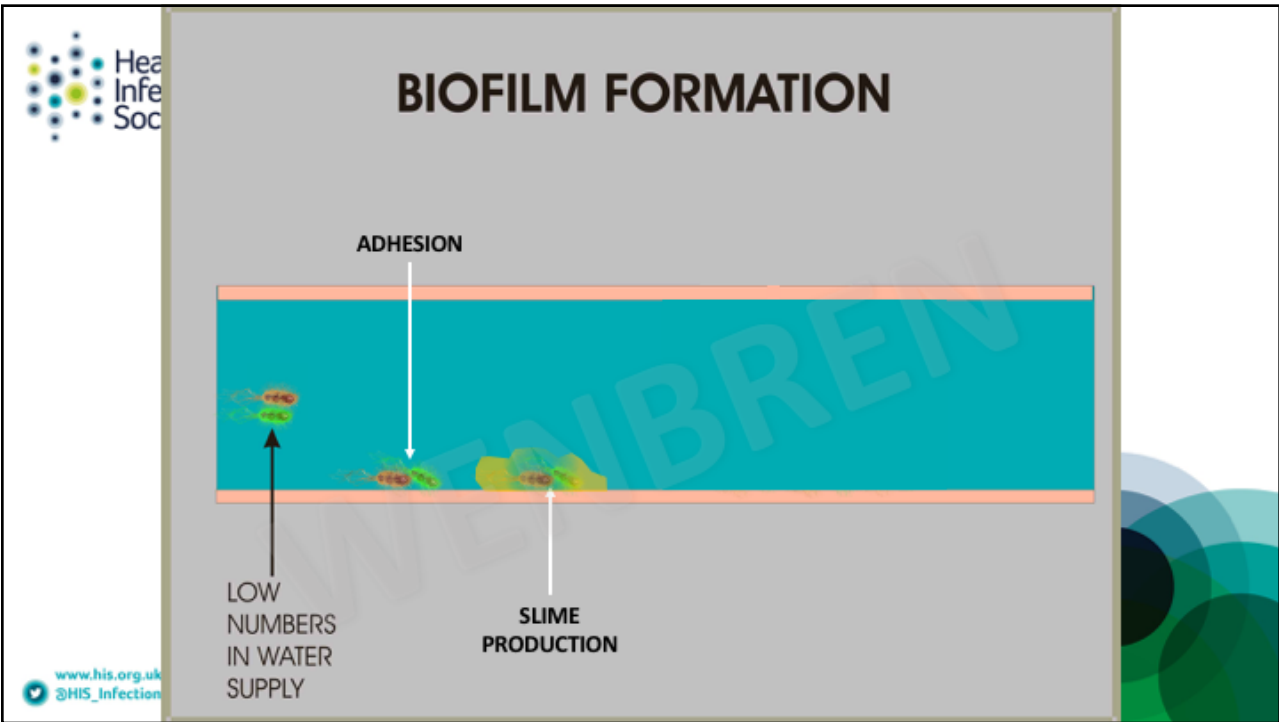 Hea
Infe
Soc
BIOFILM FORMATION
ADHESION
WENBREN
LOW
NUMBERS
IN WATER
SUPPLY
SLIME
PRODUCTION
www.his.org.uk
@HIS_Infection